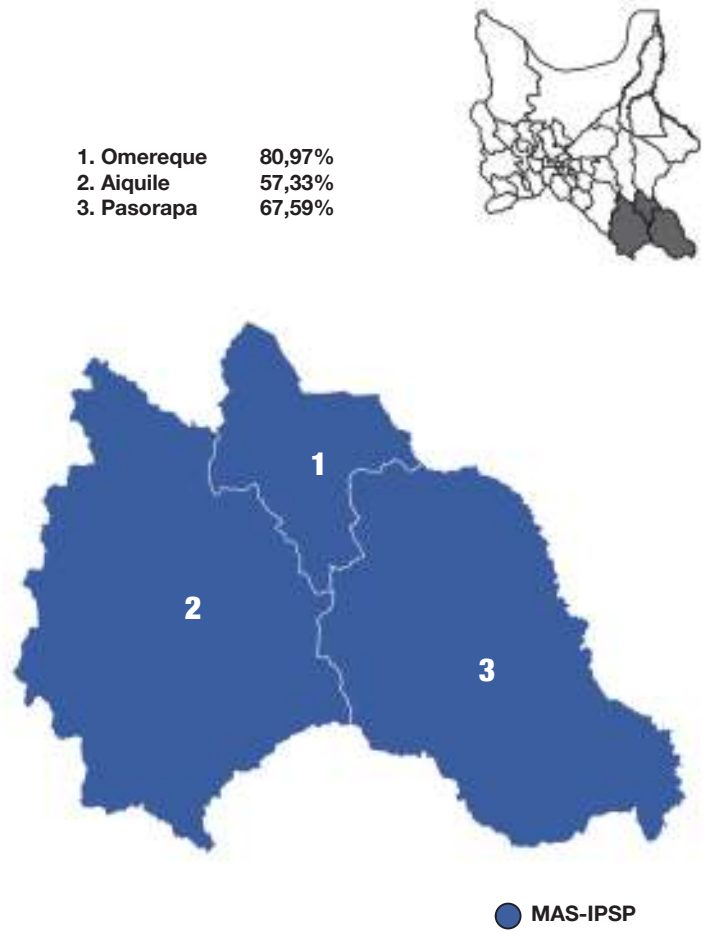 1. Omereque 80,97%
2. Aiquile 57,33%
3. Pasorapa 67,59%
1
2
3
MAS-IPSP